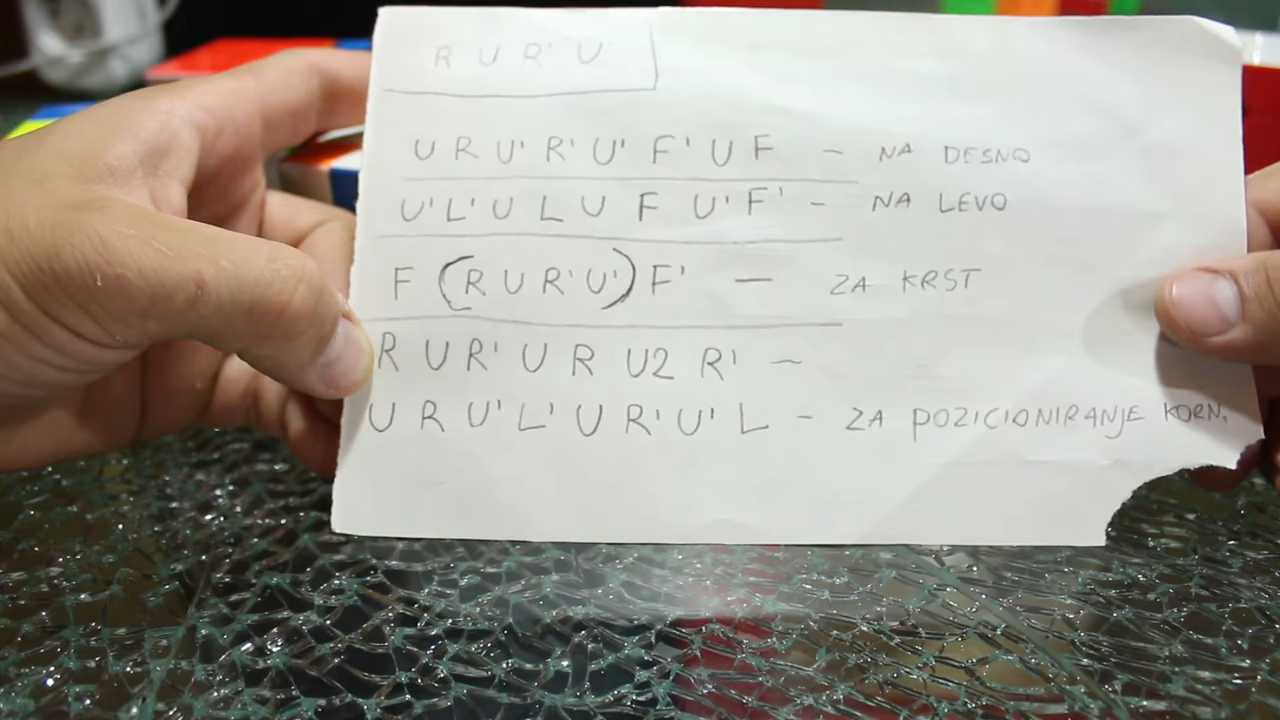 R U R' U
U R U' R' U' F' U F - NA DESNO
U' L' U L U F U' F' - NA LEVO
F (R U R' U') F' - ZA KRST
R U R' U R U2 R' -
U R U' L' U R' U' L - ZA POZICIONIRANJE KORN.